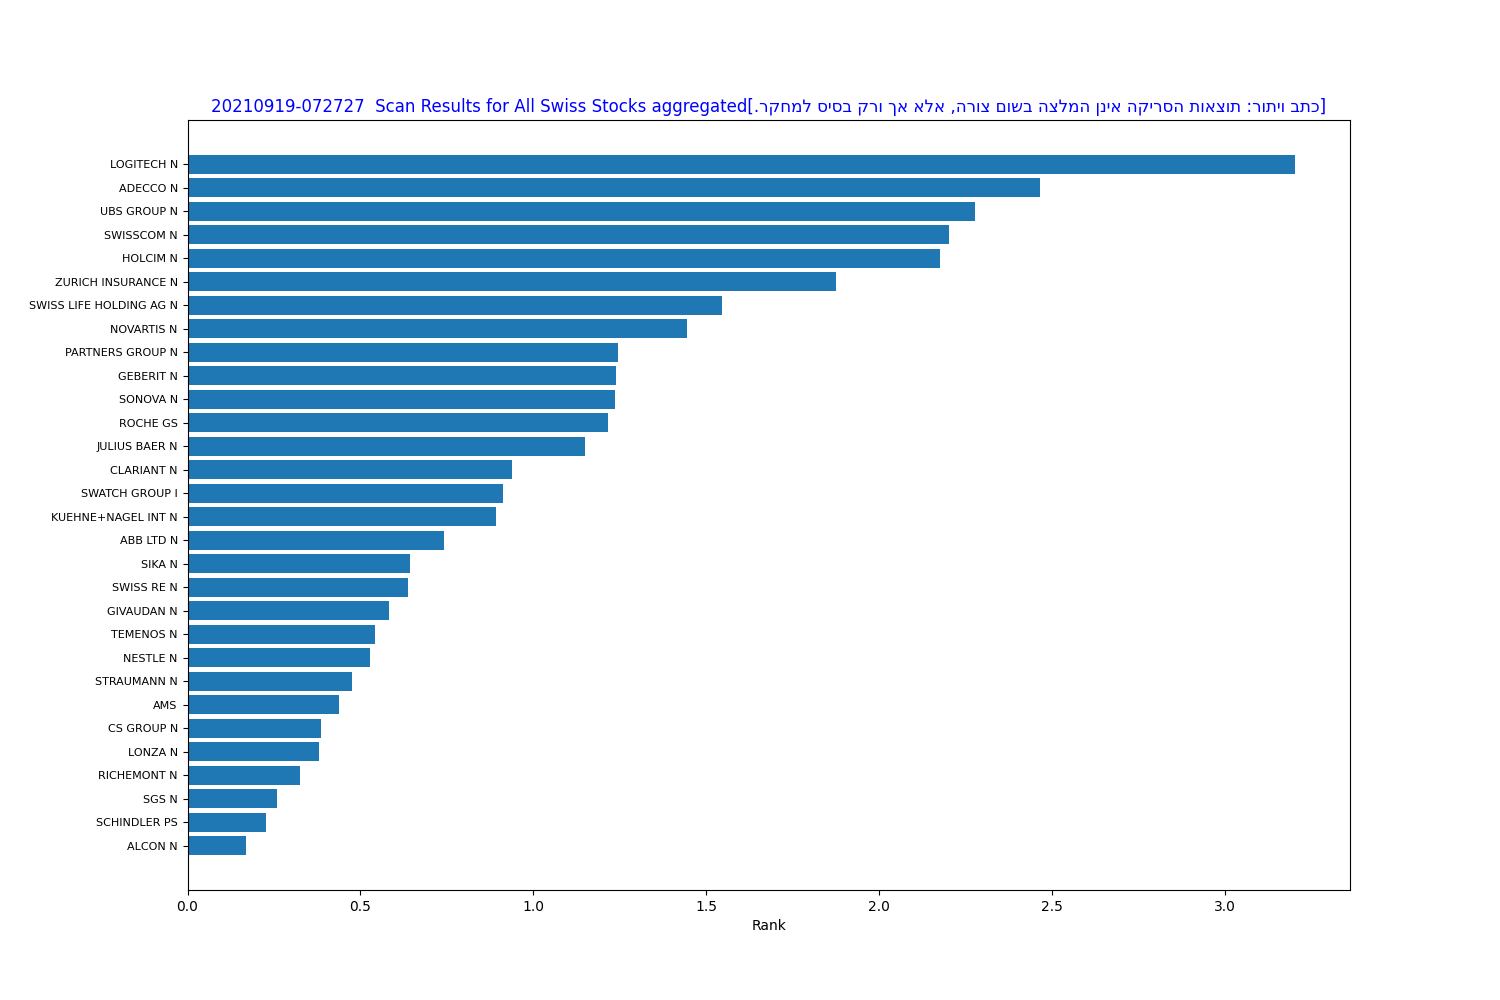 20210919-072727  Scan Results for All Swiss Stocks aggregated[כתב ויתור: תוצאות הסריקה אינן המלצה בשום צורה, אלא אך ורק בסיס למחקר.]
LOGITECH N
ADECCO N
UBS GROUP N
SWISSCOM N
HOLCIM N
ZURICH INSURANCE N
SWISS LIFE HOLDING AG N
NOVARTIS N
PARTNERS GROUP N
GEBERIT N
SONOVA N
ROCHE GS
JULIUS BAER N
CLARIANT N
SWATCH GROUP I
KUEHNE+NAGEL INT N
ABB LTD N
SIKA N
SWISS RE N
GIVAUDAN N
TEMENOS N
NESTLE N
STRAUMANN N
AMS
CS GROUP N
LONZA N
RICHEMONT N
SGS N
SCHINDLER PS
ALCON N
0.0 0.5 1.0 1.5 2.0 2.5 3.0
Rank